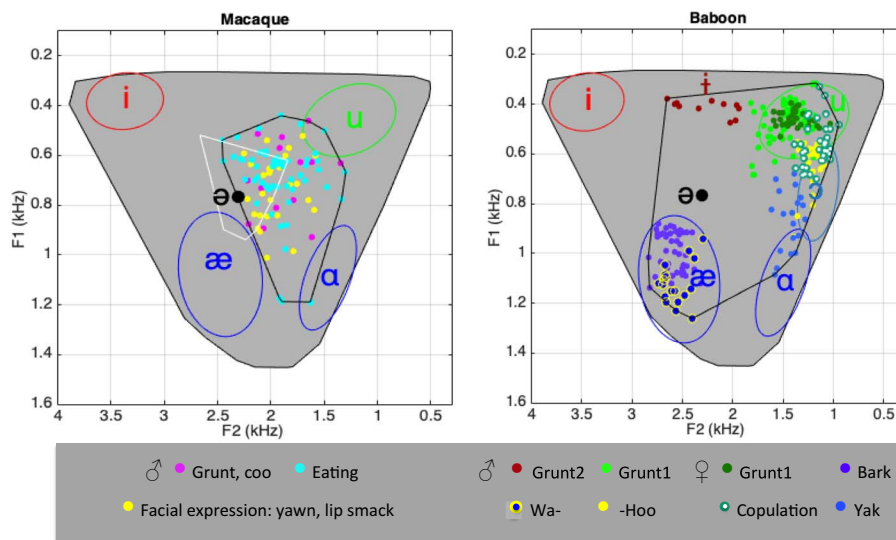 Macaque
Baboon
0.2
0.4
0.6
0.8
1
1.2
1.4
1.6
F1 (kHz)
i
u
ə
æ
ɑ
4 3.5 3 2.5 2 1.5 1 0.5
F2 (kHz)
0.2
0.4
0.6
0.8
1
1.2
1.4
1.6
F1 (kHz)
i
u
ə
æ
ɑ
4 3.5 3 2.5 2 1.5 1 0.5
F2 (kHz)
♂ Grunt, coo Eating
Facial expression: yawn, lip smack
♂ Grunt2 Grunt1 ♀ Grunt1 Bark
Wa- -Hoo Copulation Yak